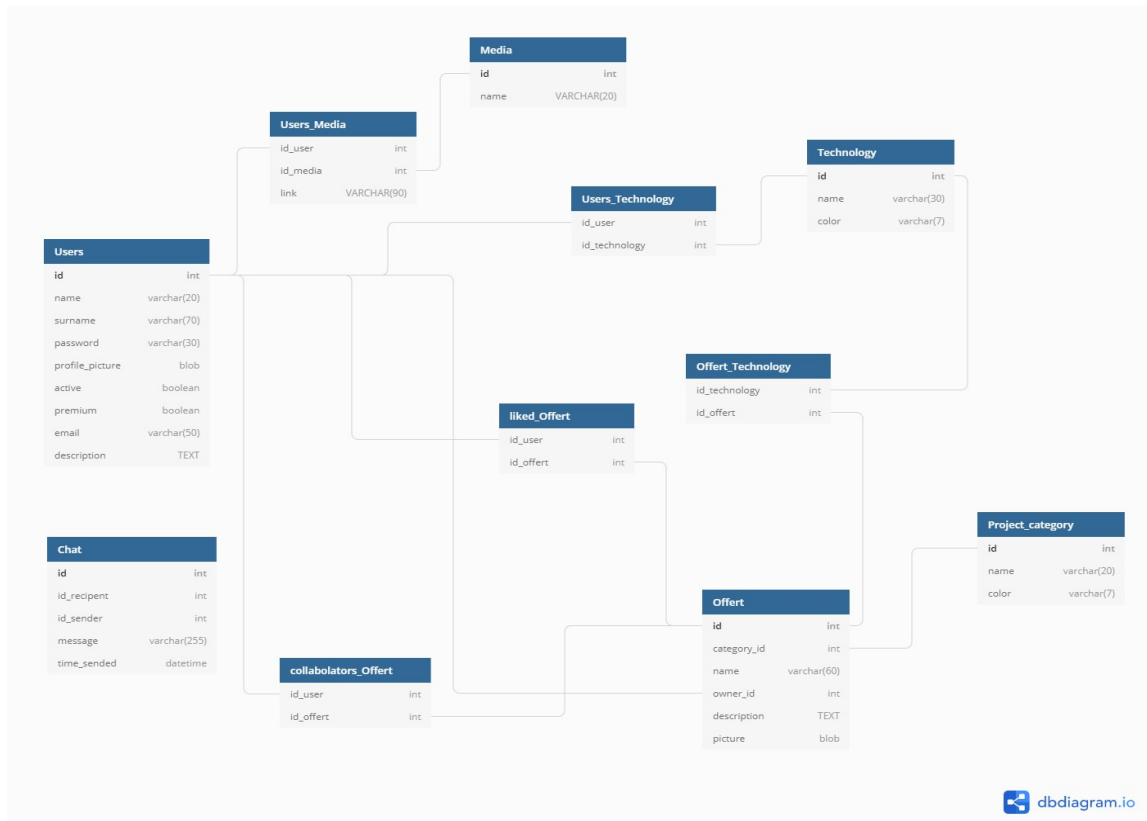 Media
id int
name VARCHAR(20)
Users_Media
id_user int
id_media int
link VARCHAR(90)
Technology
id int
name varchar(30)
color varchar(7)
Users_Technology
id_user int
id_technology int
Users
id int
name varchar(20)
surname varchar(70)
password varchar(30)
profile_picture blob
active boolean
premium boolean
email varchar(50)
description TEXT
Offert_Technology
id_technology int
id_offert int
liked_Offert
id_user int
id_offert int
Project_category
id int
name varchar(20)
color varchar(7)
Chat
id int
id_recipent int
id_sender int
message varchar(255)
time_sended datetime
Offert
id int
category_id int
name varchar(60)
owner_id int
description TEXT
picture blob
collabolators_Offert
id_user int
id_offert int
dbdiagram.io